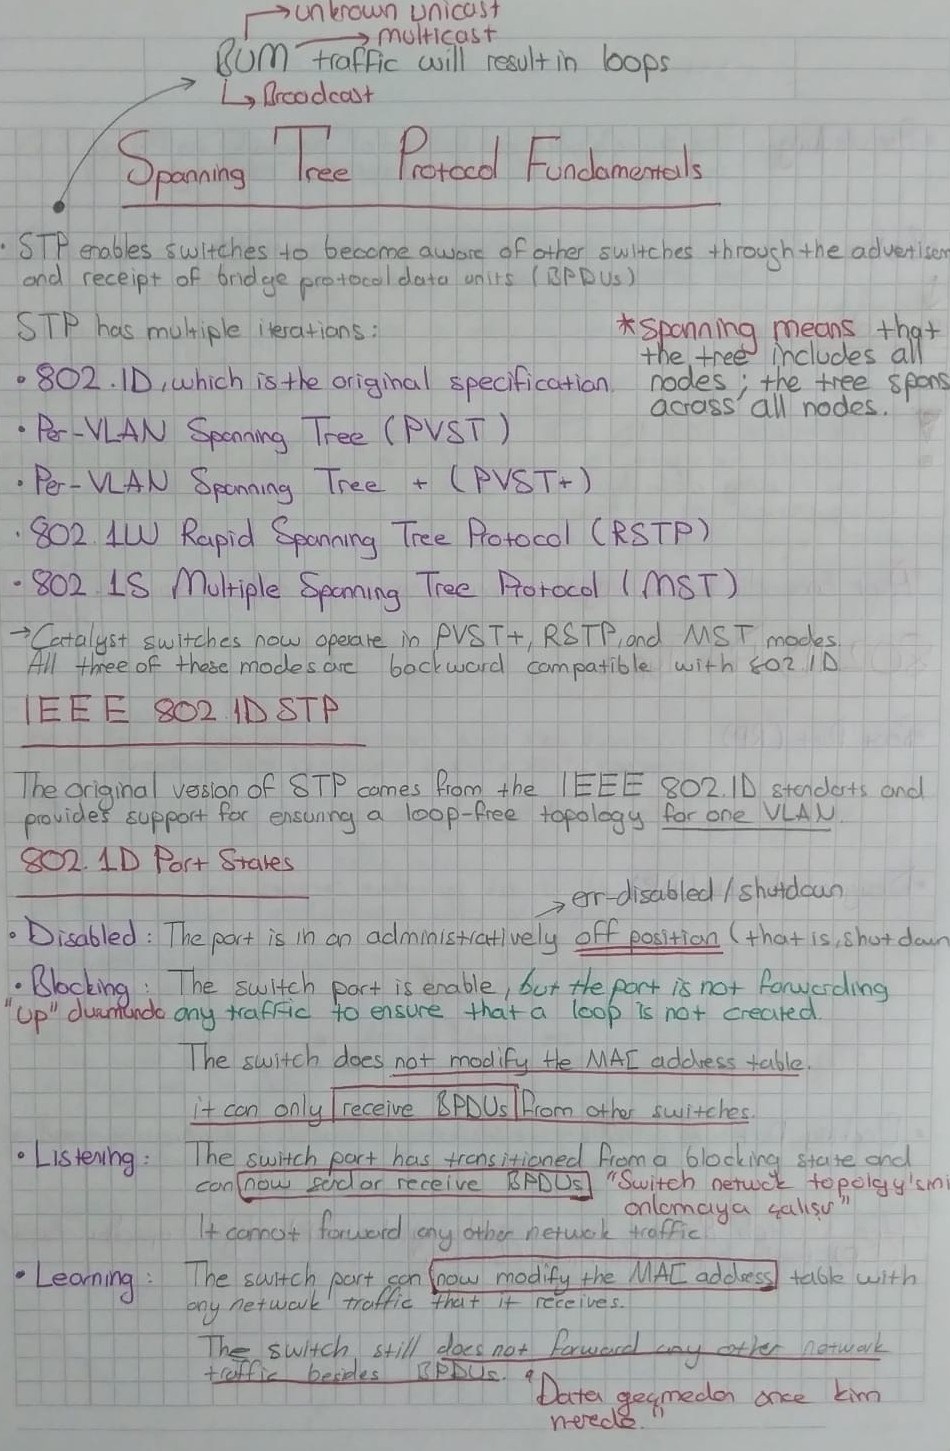 unknown unicast
multicast
BUM traffic will result in loops
Broadcast
Spanning Tree Protocol Fundamentals
• STP enables switches to become aware of other switches through the advertisem
and receipt of bridge protocol data units (BPDUs)
STP has multiple iterations:
*Spanning means that
the tree includes all
nodes; the tree spans
across all nodes.
• 802.1D, which is the original specification
• Per-VLAN Spanning Tree (PVST)
• Per-VLAN Spanning Tree + (PVST+)
• 802.1W Rapid Spanning Tree Protocol (RSTP)
• 802.1S Multiple Spanning Tree Protocol (MST)
→ Catalyst switches now operate in PVST+, RSTP, and MST modes.
All three of these modes are backward compatible with 802.1D
IEEE 802.1D STP
The original vesion of STP comes from the IEEE 802.1D standarts and
provides support for ensuring a loop-free topology for one VLAN.
802.1D Port States
→ err-disabled/shutdown
• Disabled: The port is in an administratively off position (that is, shut down
• Blocking: The switch port is enable, but the port is not forwarding
"up" durumunda any traffic to ensure that a loop is not created.
The switch does not modify the MAC address table.
it can only receive BPDUs from other switches.
• Listening: The switch port has transitioned from a blocking state and
can now send or receive BPDUs "Switch network topolgy'sini
anlamaya çalışır"
It cannot forward any other network traffic.
• Learning: The switch port can now modify the MAC address table with
any network traffic that it receives.
The switch still does not forward any other network
traffic besides BPDUs. "Data geçmeden önce kim
nerede."